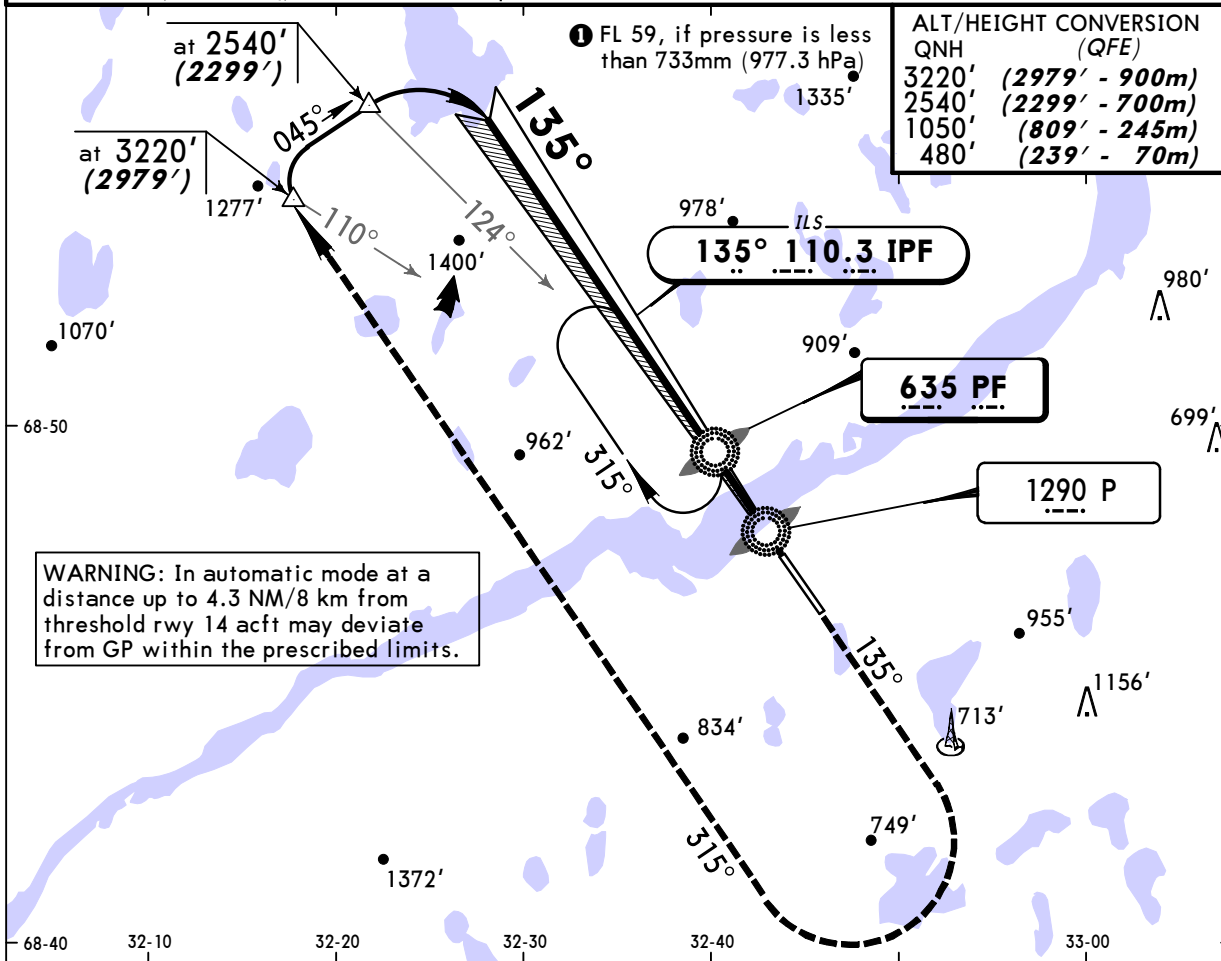 at 2540'
(2299')
❶ FL 59, if pressure is less
than 733mm (977.3 hPa)
ALT/HEIGHT CONVERSION
QNH (QFE)
3220' (2979' - 900m)
2540' (2299' - 700m)
1050' (809' - 245m)
480' (239' - 70m)
1335'
045°
135°
at 3220'
(2979')
1277'
110°
124°
1400'
978'
ILS
135° 110.3 IPF
980'
1070'
909'
635 PF
699'
68-50
962'
315°
1290 P
WARNING: In automatic mode at a
distance up to 4.3 NM/8 km from
threshold rwy 14 acft may deviate
from GP within the prescribed limits.
955'
135°
1156'
713'
834'
749'
315°
1372'
68-40
32-10
32-20
32-30
32-40
33-00